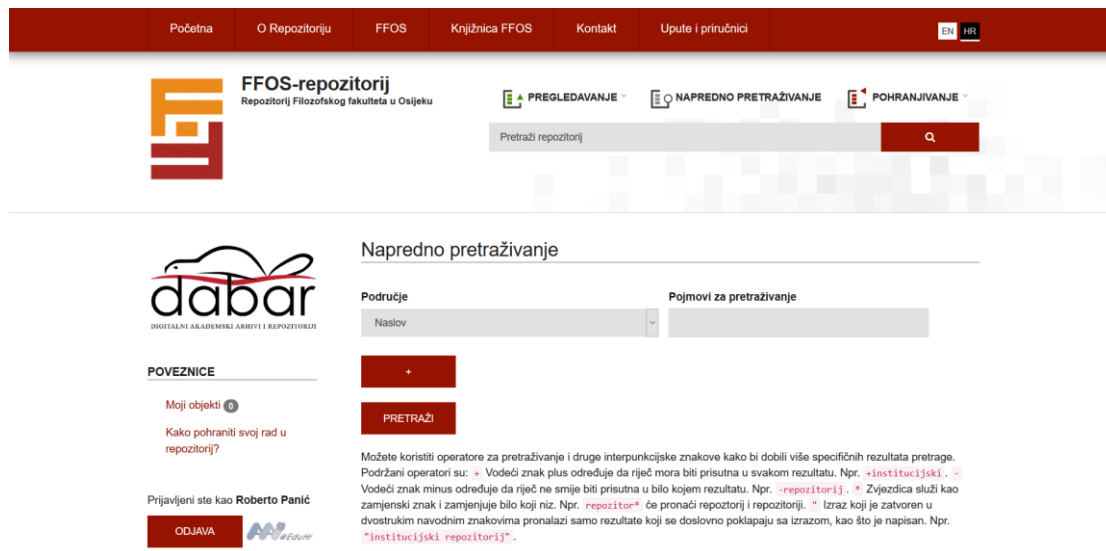 Početna O Repozitoriju FFOS Knjižnica FFOS Kontakt Upute i priručnici EN HR
FFOS-repozitorij
Repozitorij Filozofskog fakulteta u Osijeku
PREGLEDAVANJE NAPREDNO PRETRAŽIVANJE POHRANJIVANJE
Pretraži repozitorij
Napredno pretraživanje
dabar
DIGITALNI AKADEMSKI ARHIVI I REPOZITORIJI
Područje Pojmovi za pretraživanje
Naslov
POVEZNICE
+
Moji objekti 0
PRETRAŽI
Kako pohraniti svoj rad u
repozitorij?
Možete koristiti operatore za pretraživanje i druge interpunkcijske znakove kako bi dobili više specifičnih rezultata pretrage.
Podržani operatori su: + Vodeći znak plus određuje da riječ mora biti prisutna u svakom rezultatu. Npr. +institucijski . -
Vodeći znak minus određuje da riječ ne smije biti prisutna u bilo kojem rezultatu. Npr. -repozitorij . * Zvjezdica služi kao
zamjenski znak i zamjenjuje bilo koji niz. Npr. repozitor* će pronaći repoztorij i repozitoriji. " Izraz koji je zatvoren u
dvostrukim navodnim znakovima pronalazi samo rezultate koji se doslovno poklapaju sa izrazom, kao što je napisan. Npr.
"institucijski repozitorij" .
Prijavljeni ste kao Roberto Panić
ODJAVA AAI@EduHr